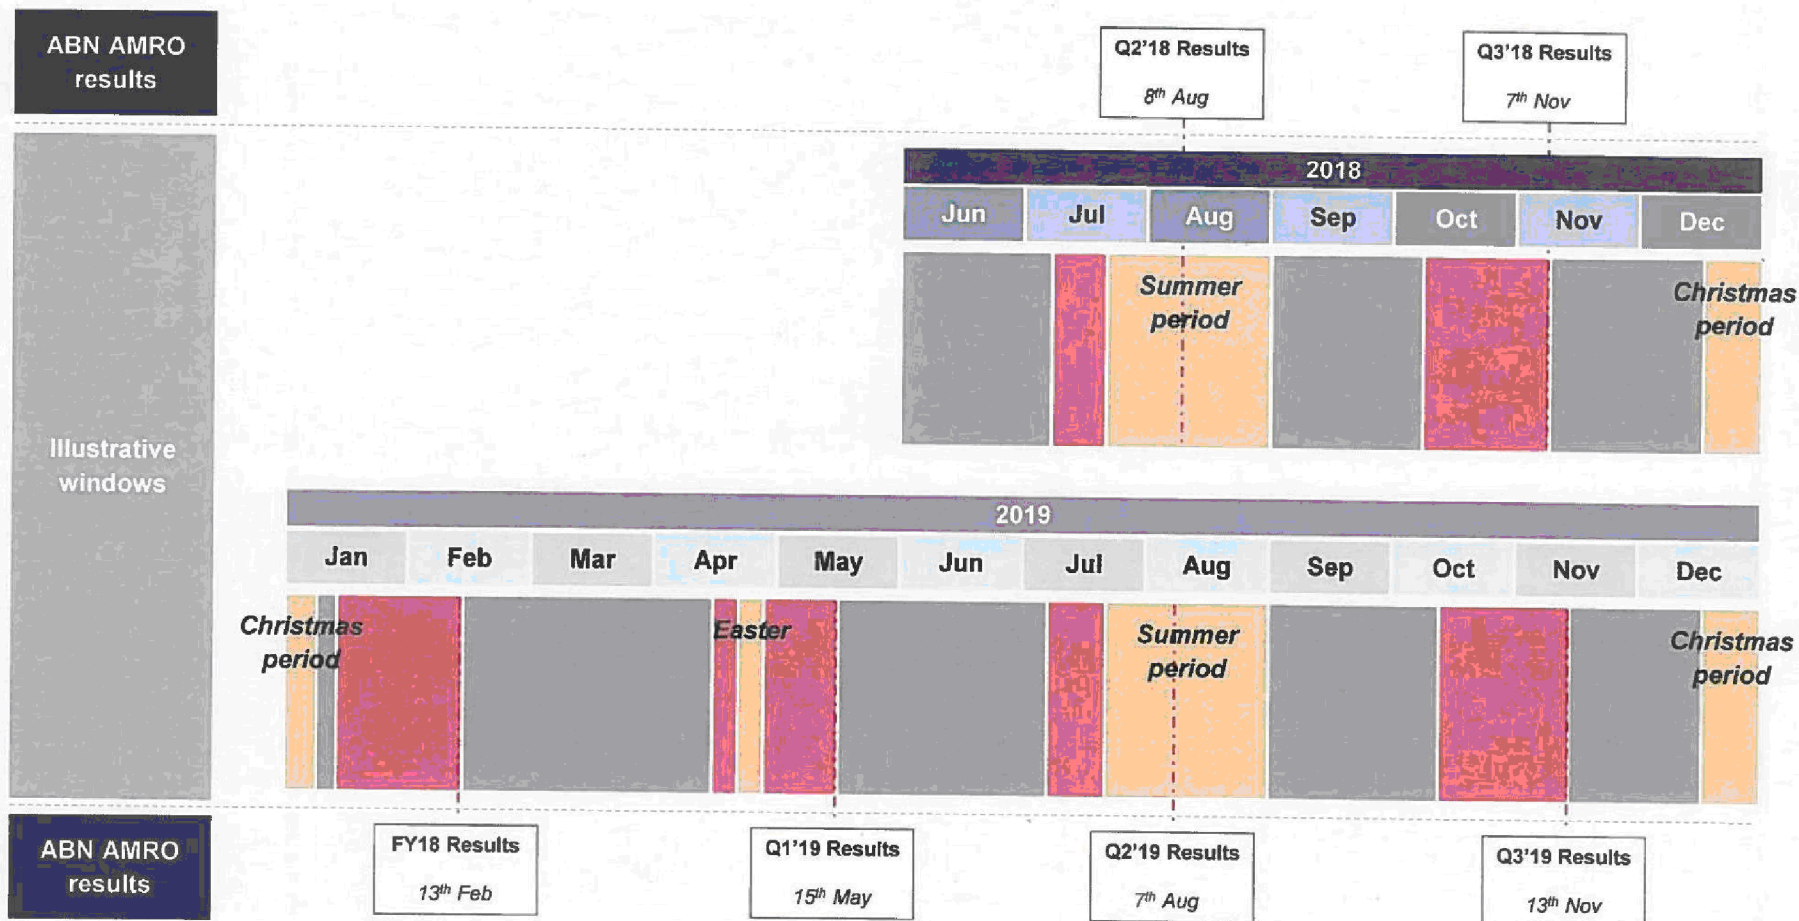 ABN AMRO
results
Q2'18 Results
8th Aug
Q3'18 Results
7th Nov
Illustrative
windows
2018
Jun
Jul
Aug
Sep
Oct
Nov
Dec
Summer
period
Christmas
period
2019
Jan
Feb
Mar
Apr
May
Jun
Jul
Aug
Sep
Oct
Nov
Dec
Christmas
period
Easter
Summer
period
Christmas
period
ABN AMRO
results
FY18 Results
13th Feb
Q1'19 Results
15th May
Q2'19 Results
7th Aug
Q3'19 Results
13th Nov